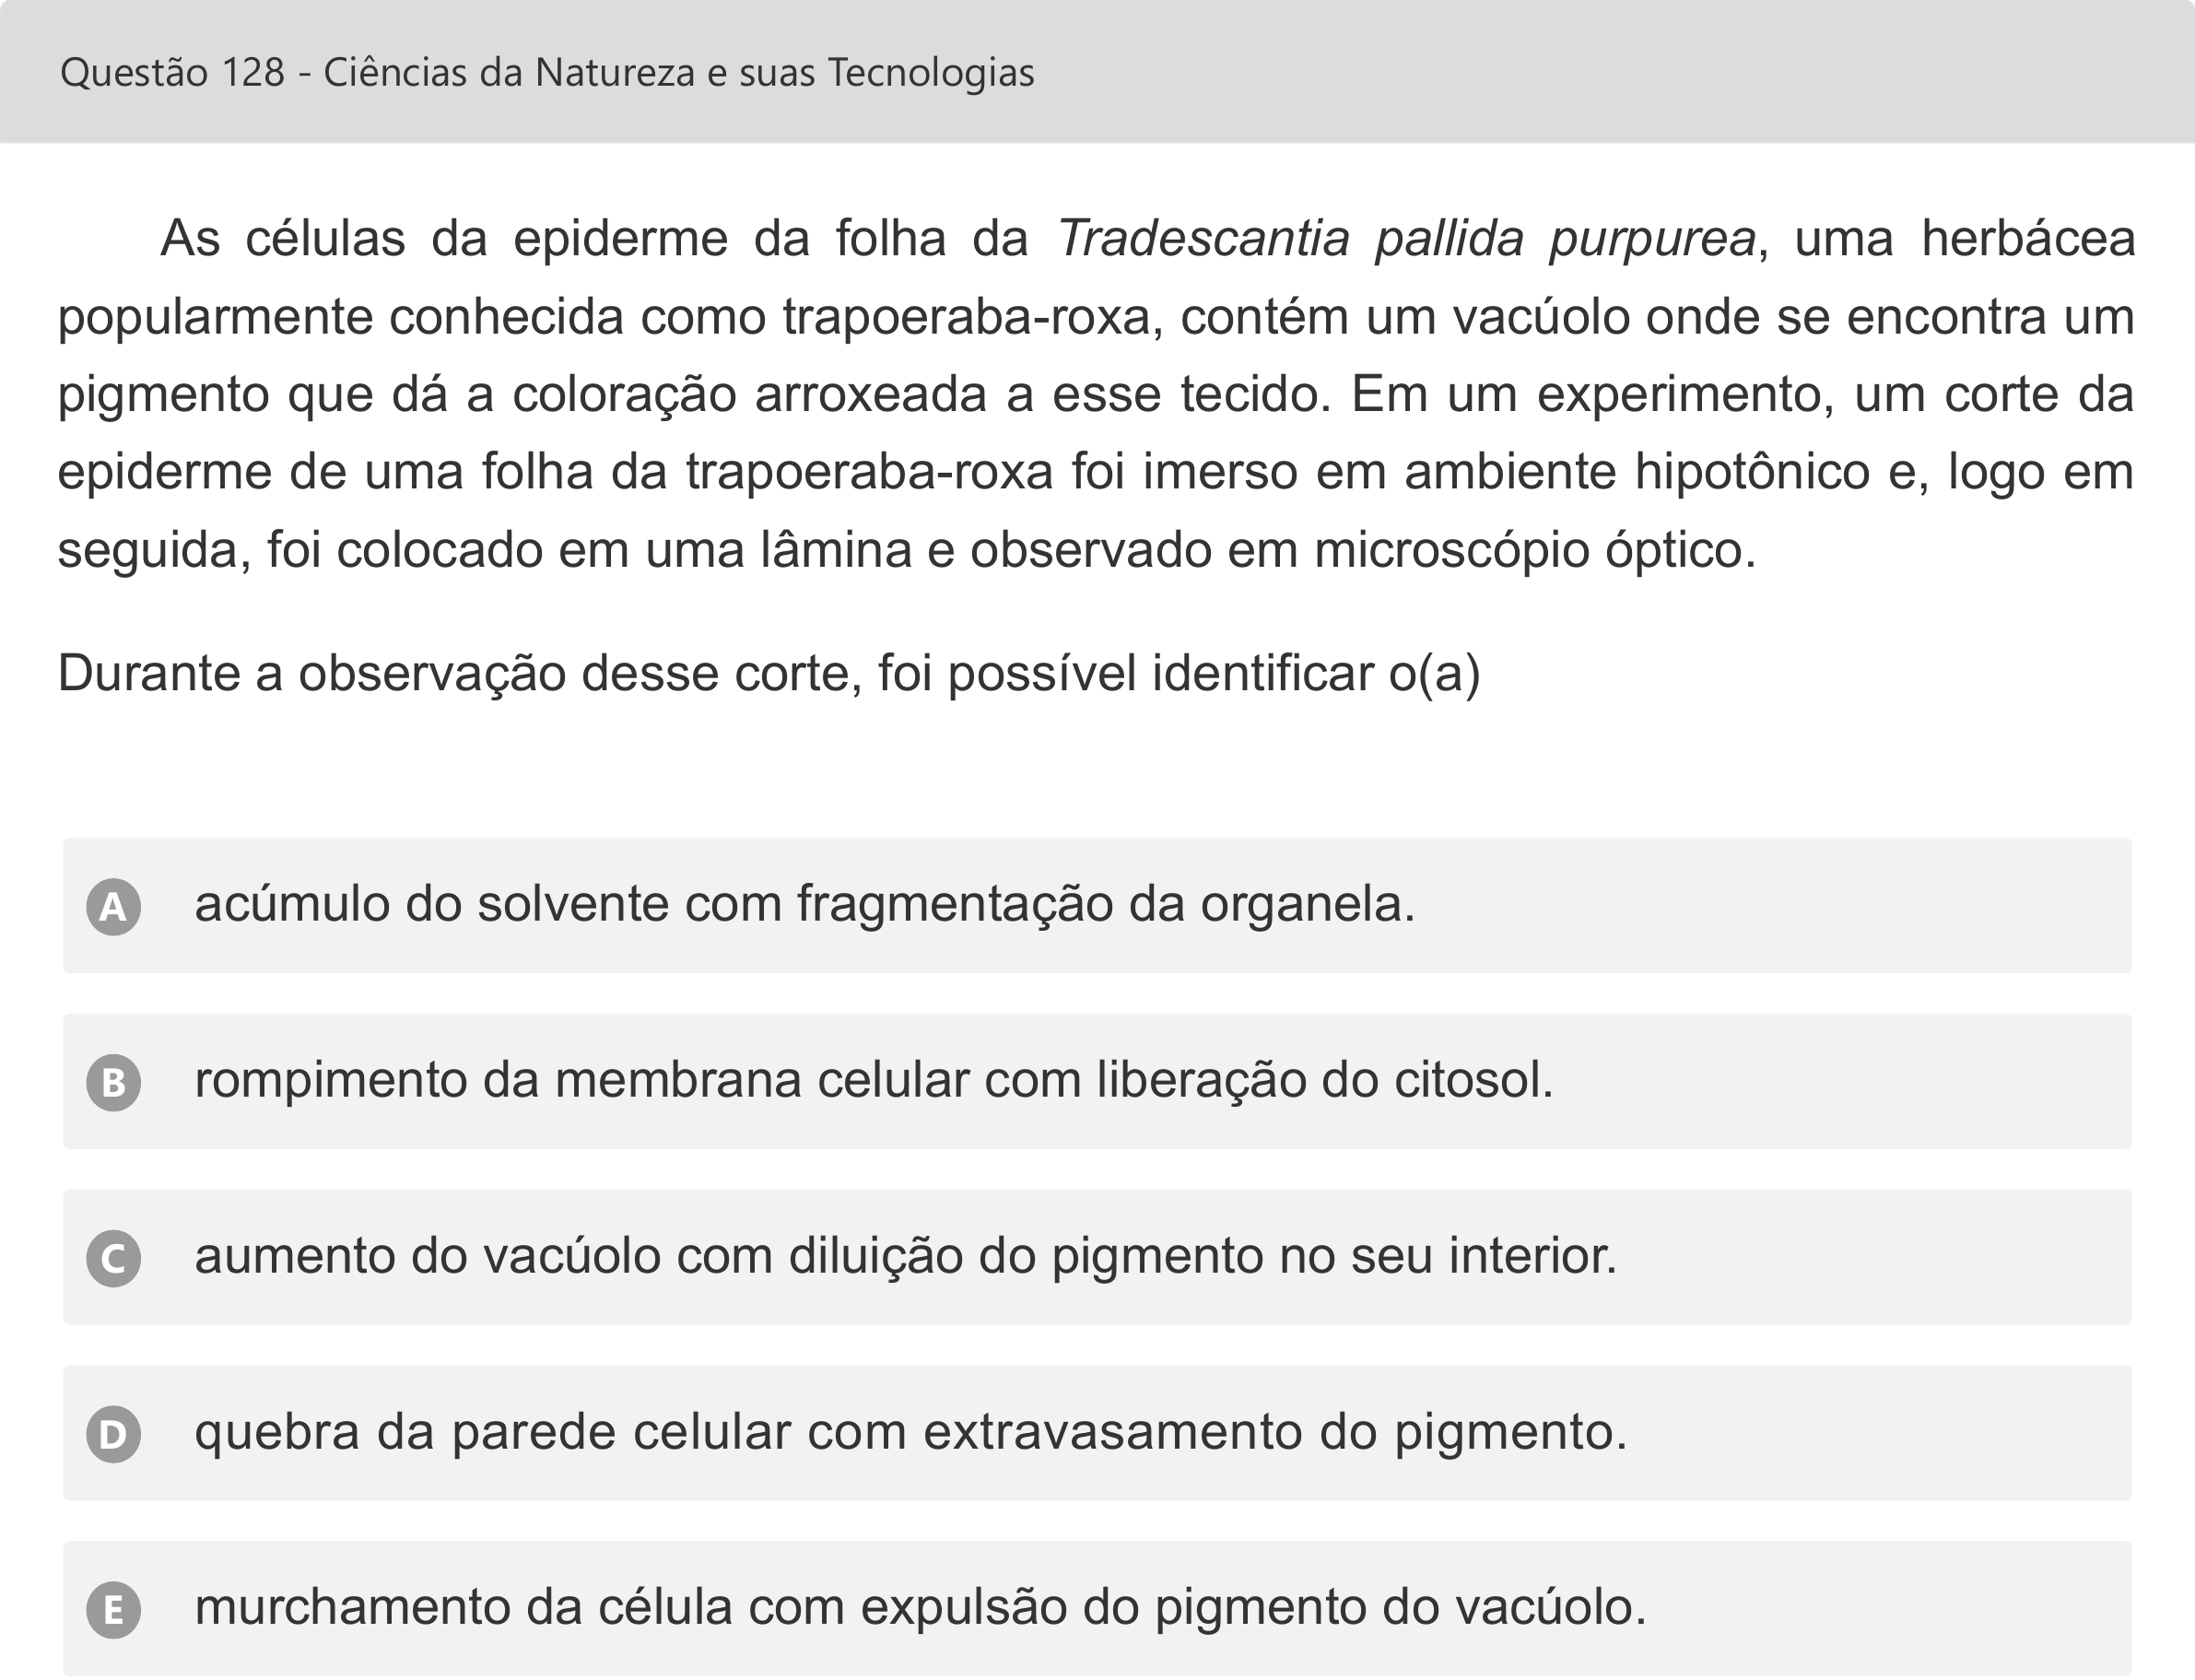 Questão 128 - Ciências da Natureza e suas Tecnologias
As células da epiderme da folha da Tradescantia pallida purpurea, uma herbácea
popularmente conhecida como trapoeraba-roxa, contém um vacúolo onde se encontra um
pigmento que dá a coloração arroxeada a esse tecido. Em um experimento, um corte da
epiderme de uma folha da trapoeraba-roxa foi imerso em ambiente hipotônico e, logo em
seguida, foi colocado em uma lâmina e observado em microscópio óptico.
Durante a observação desse corte, foi possível identificar o(a)
A acúmulo do solvente com fragmentação da organela.
B rompimento da membrana celular com liberação do citosol.
C aumento do vacúolo com diluição do pigmento no seu interior.
D quebra da parede celular com extravasamento do pigmento.
E murchamento da célula com expulsão do pigmento do vacúolo.